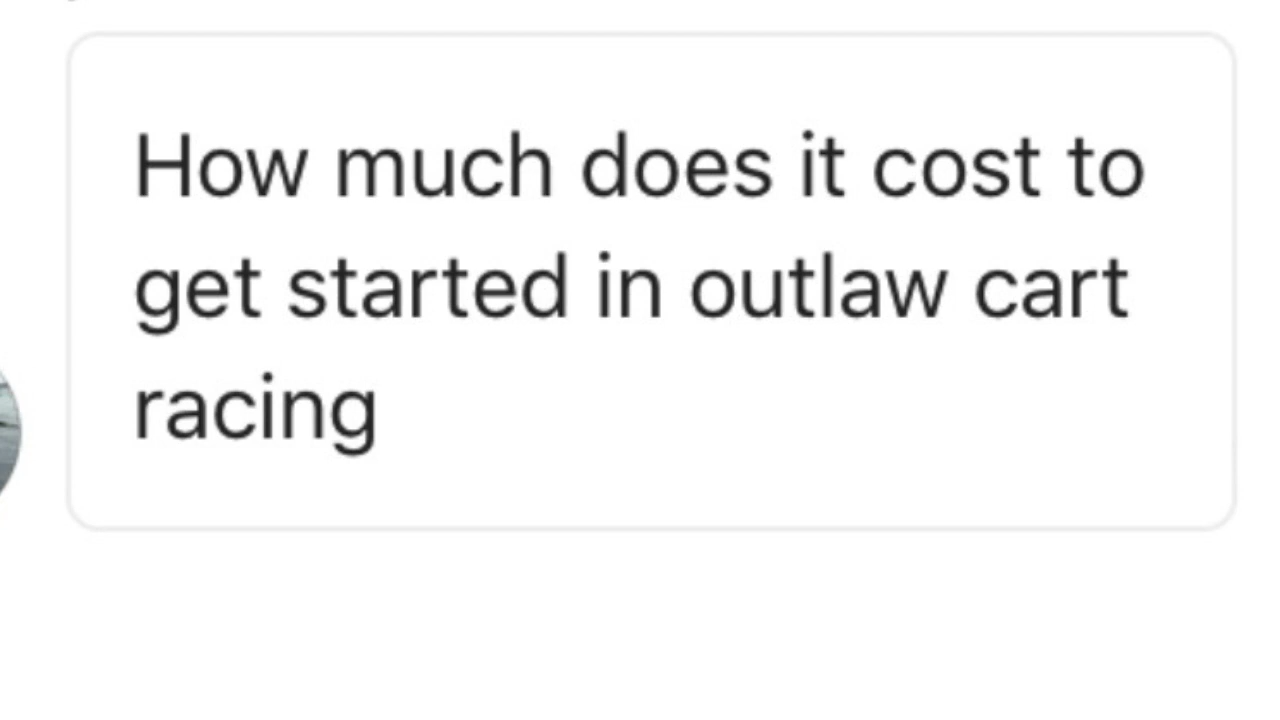 How much does it cost to
get started in outlaw cart
racing